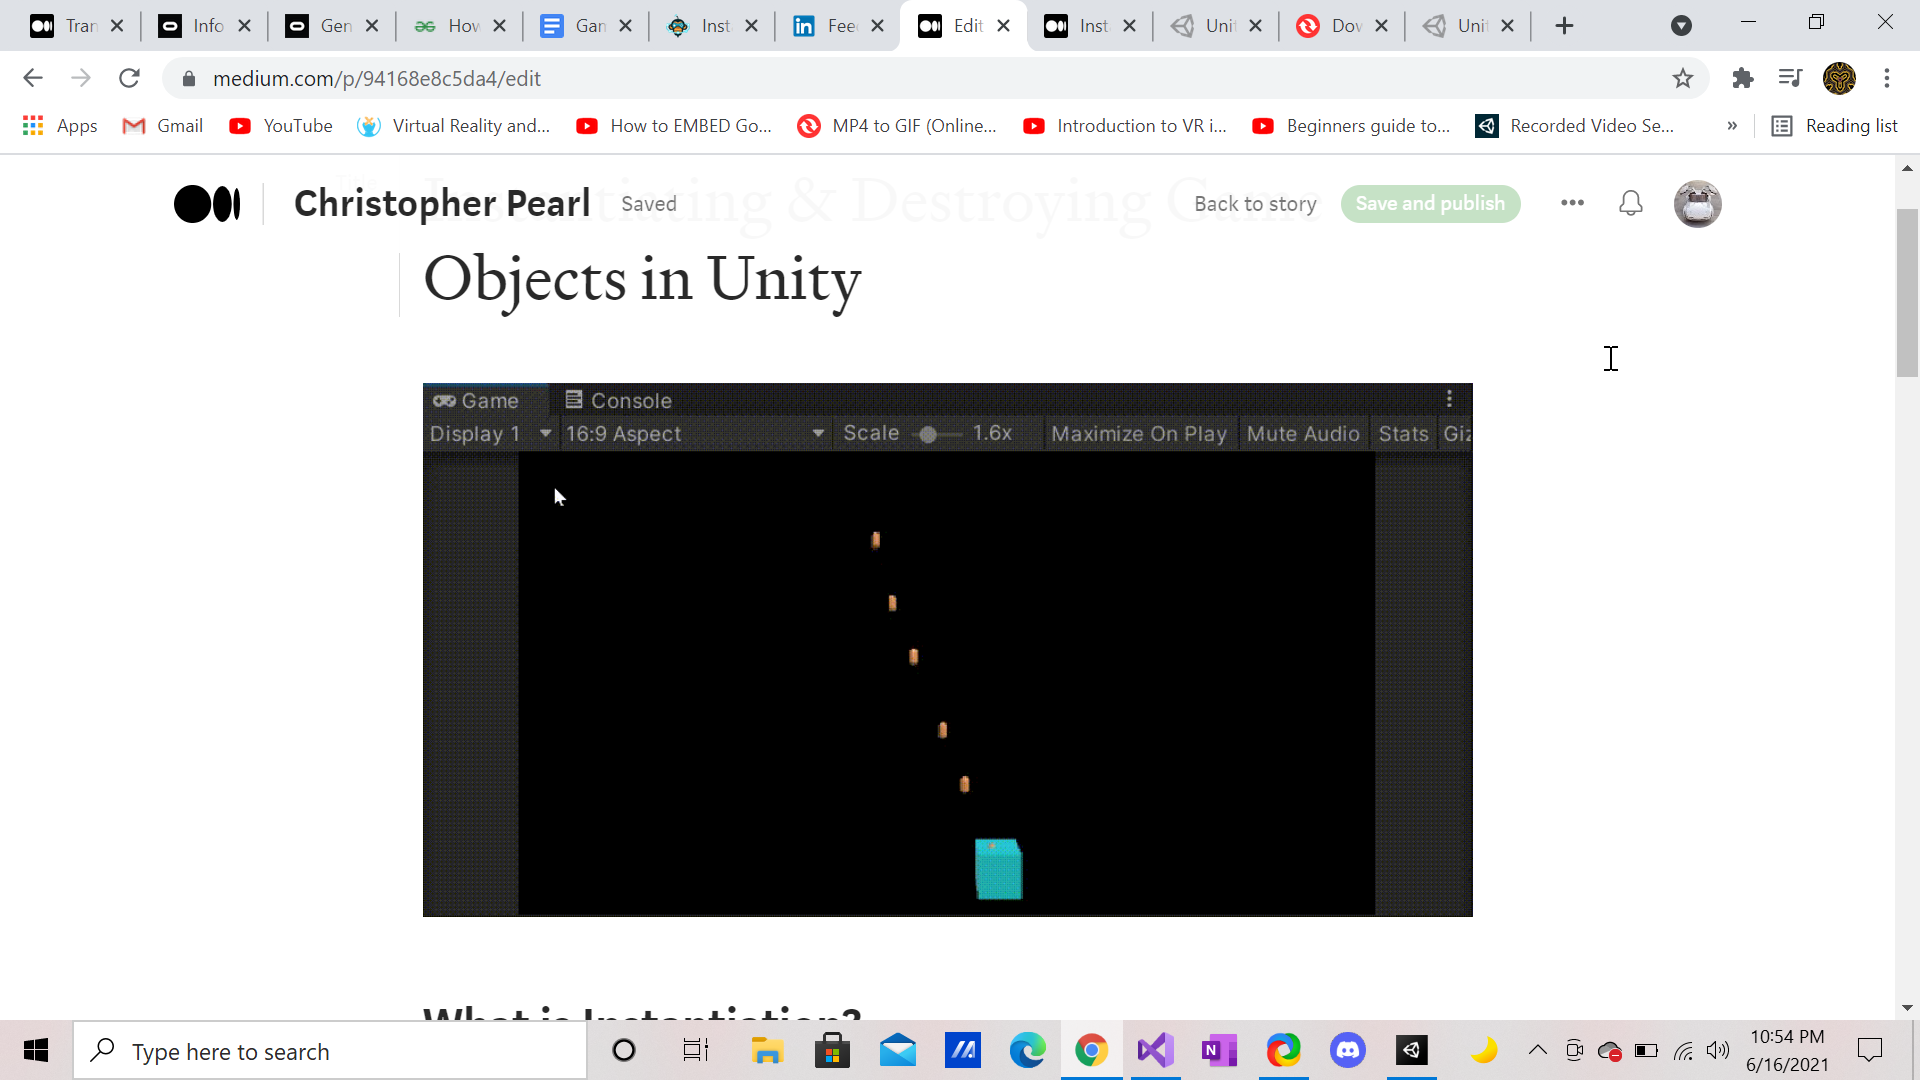 Tran Info Gen How Gan Inst Fee Edit Inst Unit Dov Unit
medium.com/p/94168e8c5da4/edit
Apps Gmail YouTube Virtual Reality and... How to EMBED Go... MP4 to GIF (Online... Introduction to VR i... Beginners guide to... Recorded Video Se... » Reading list
Christopher Pearl Saved Back to story Save and publish
Instantiating & Destroying Game
Objects in Unity
Game Console
Display 1 16:9 Aspect Scale 1.6x Maximize On Play Mute Audio Stats Giz
What is Instantiation?
Type here to search
10:54 PM
6/16/2021